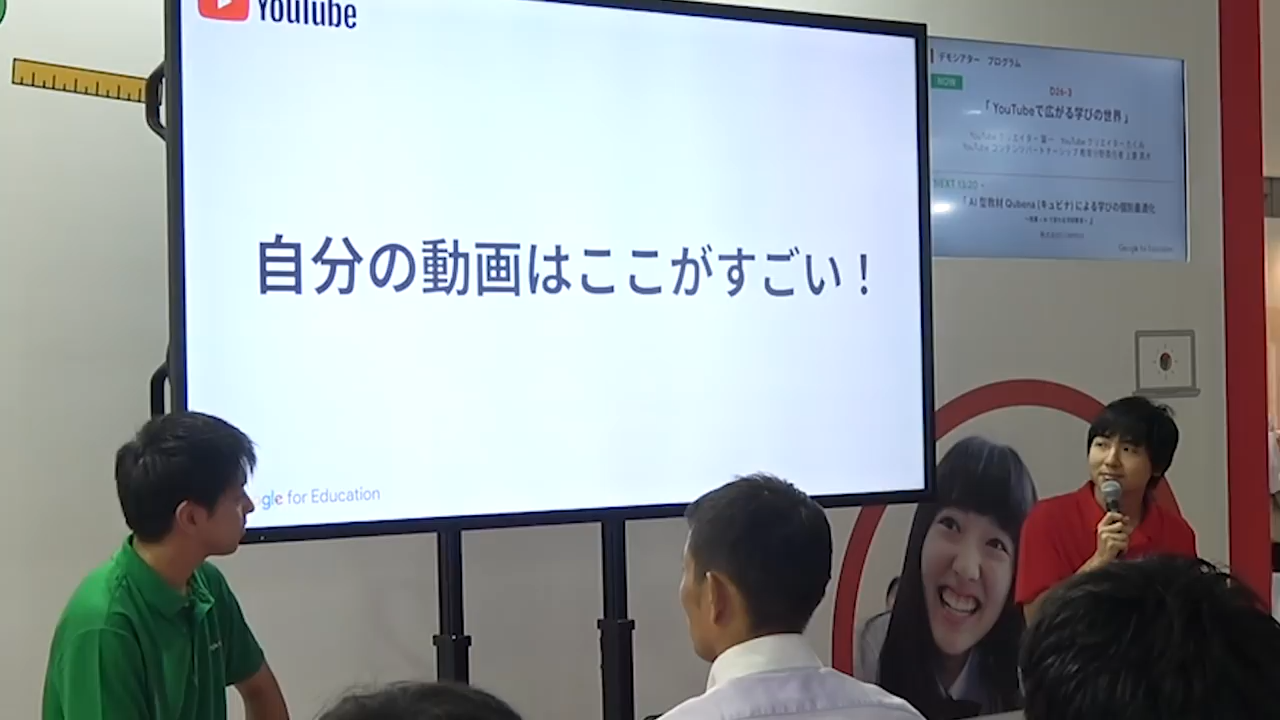 YouTube
自分の動画はここがすごい！
gle for Education
デモシアター プログラム
NOW
D26-3
「 YouTubeで広がる学びの世界 」
NEXT 13:20 -
「 AI 型教材 Qubena (キュビナ) による学びの個別最適化
Google for Education